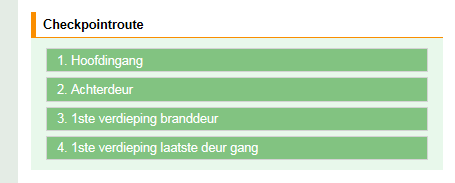 Checkpointroute
1. Hoofdingang
2. Achterdeur
3. 1ste verdieping branddeur
4. 1ste verdieping laatste deur gang